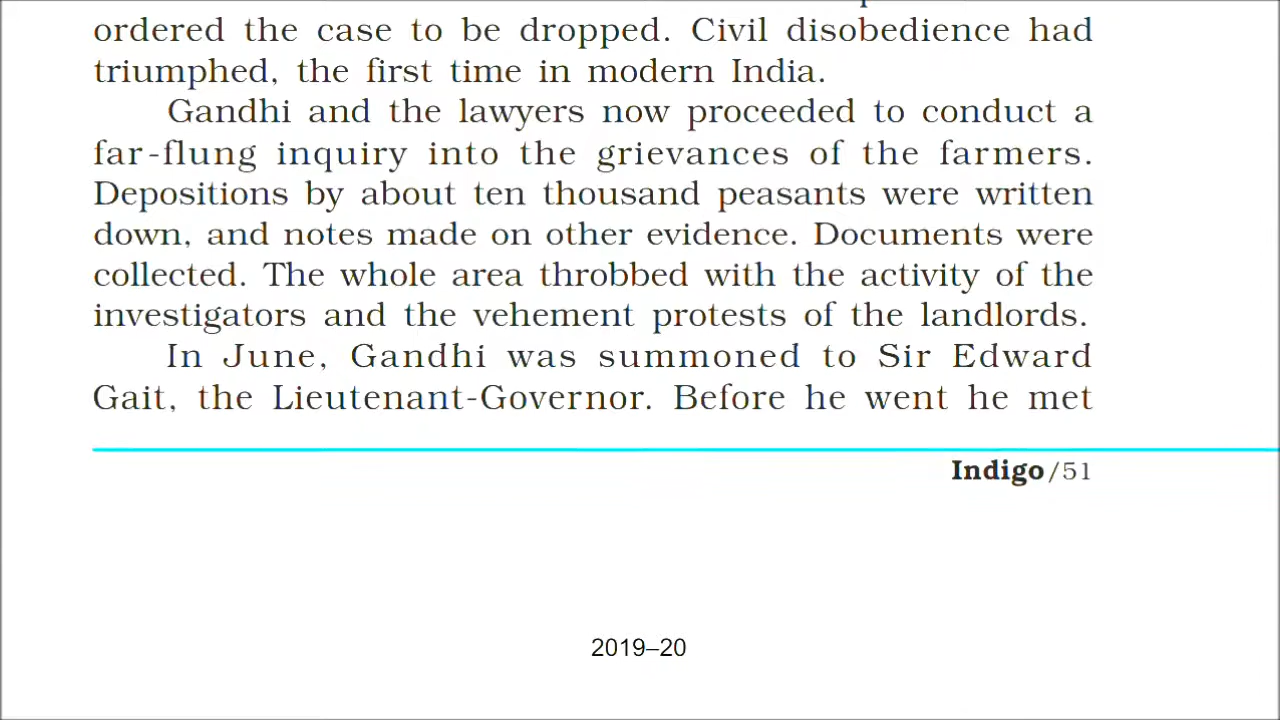 ordered the case to be dropped. Civil disobedience had
triumphed, the first time in modern India.
Gandhi and the lawyers now proceeded to conduct a
far-flung inquiry into the grievances of the farmers.
Depositions by about ten thousand peasants were written
down, and notes made on other evidence. Documents were
collected. The whole area throbbed with the activity of the
investigators and the vehement protests of the landlords.
In June, Gandhi was summoned to Sir Edward
Gait, the Lieutenant-Governor. Before he went he met
Indigo/51
2019–20